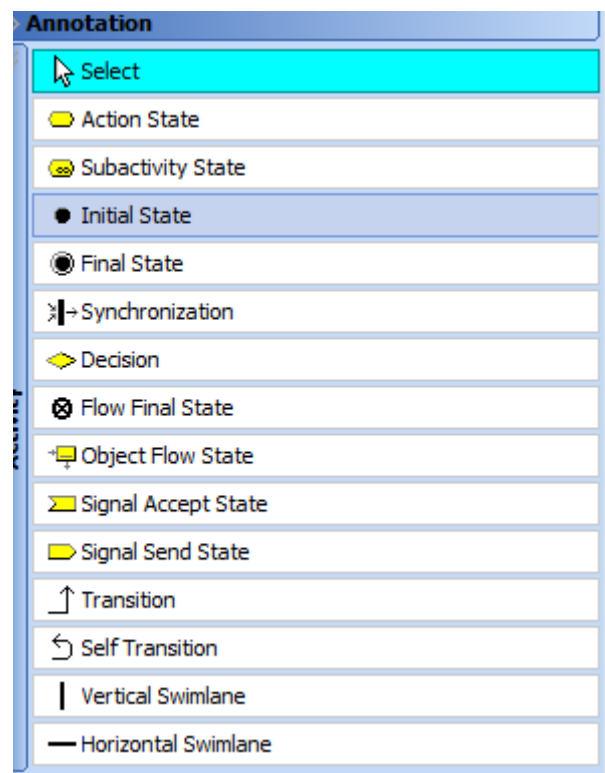 Annotation
Select
Action State
Subactivity State
Initial State
Final State
Synchronization
Decision
Flow Final State
Object Flow State
Signal Accept State
Signal Send State
Transition
Self Transition
Vertical Swimlane
Horizontal Swimlane